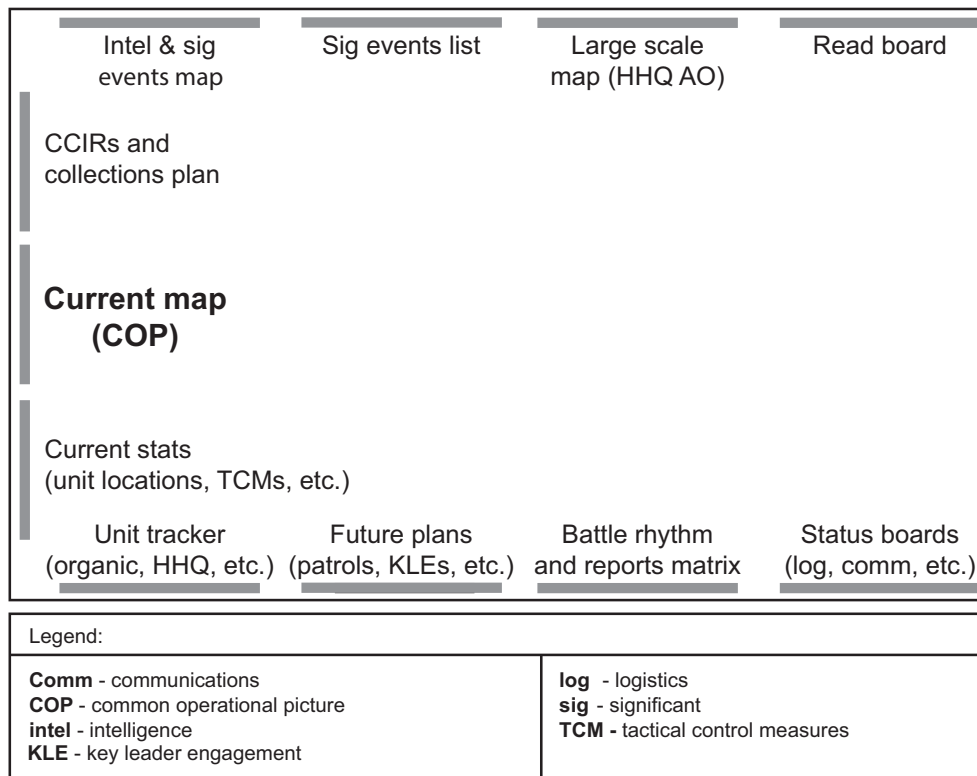 Intel & sig
events map
Sig events list
Large scale
map (HHQ AO)
Read board
CCIRs and
collections plan
Current map
(COP)
Current stats
(unit locations, TCMs, etc.)
Unit tracker
(organic, HHQ, etc.)
Future plans
(patrols, KLEs, etc.)
Battle rhythm
and reports matrix
Status boards
(log, comm, etc.)
Legend:
Comm - communications
COP - common operational picture
intel - intelligence
KLE - key leader engagement
log - logistics
sig - significant
TCM - tactical control measures